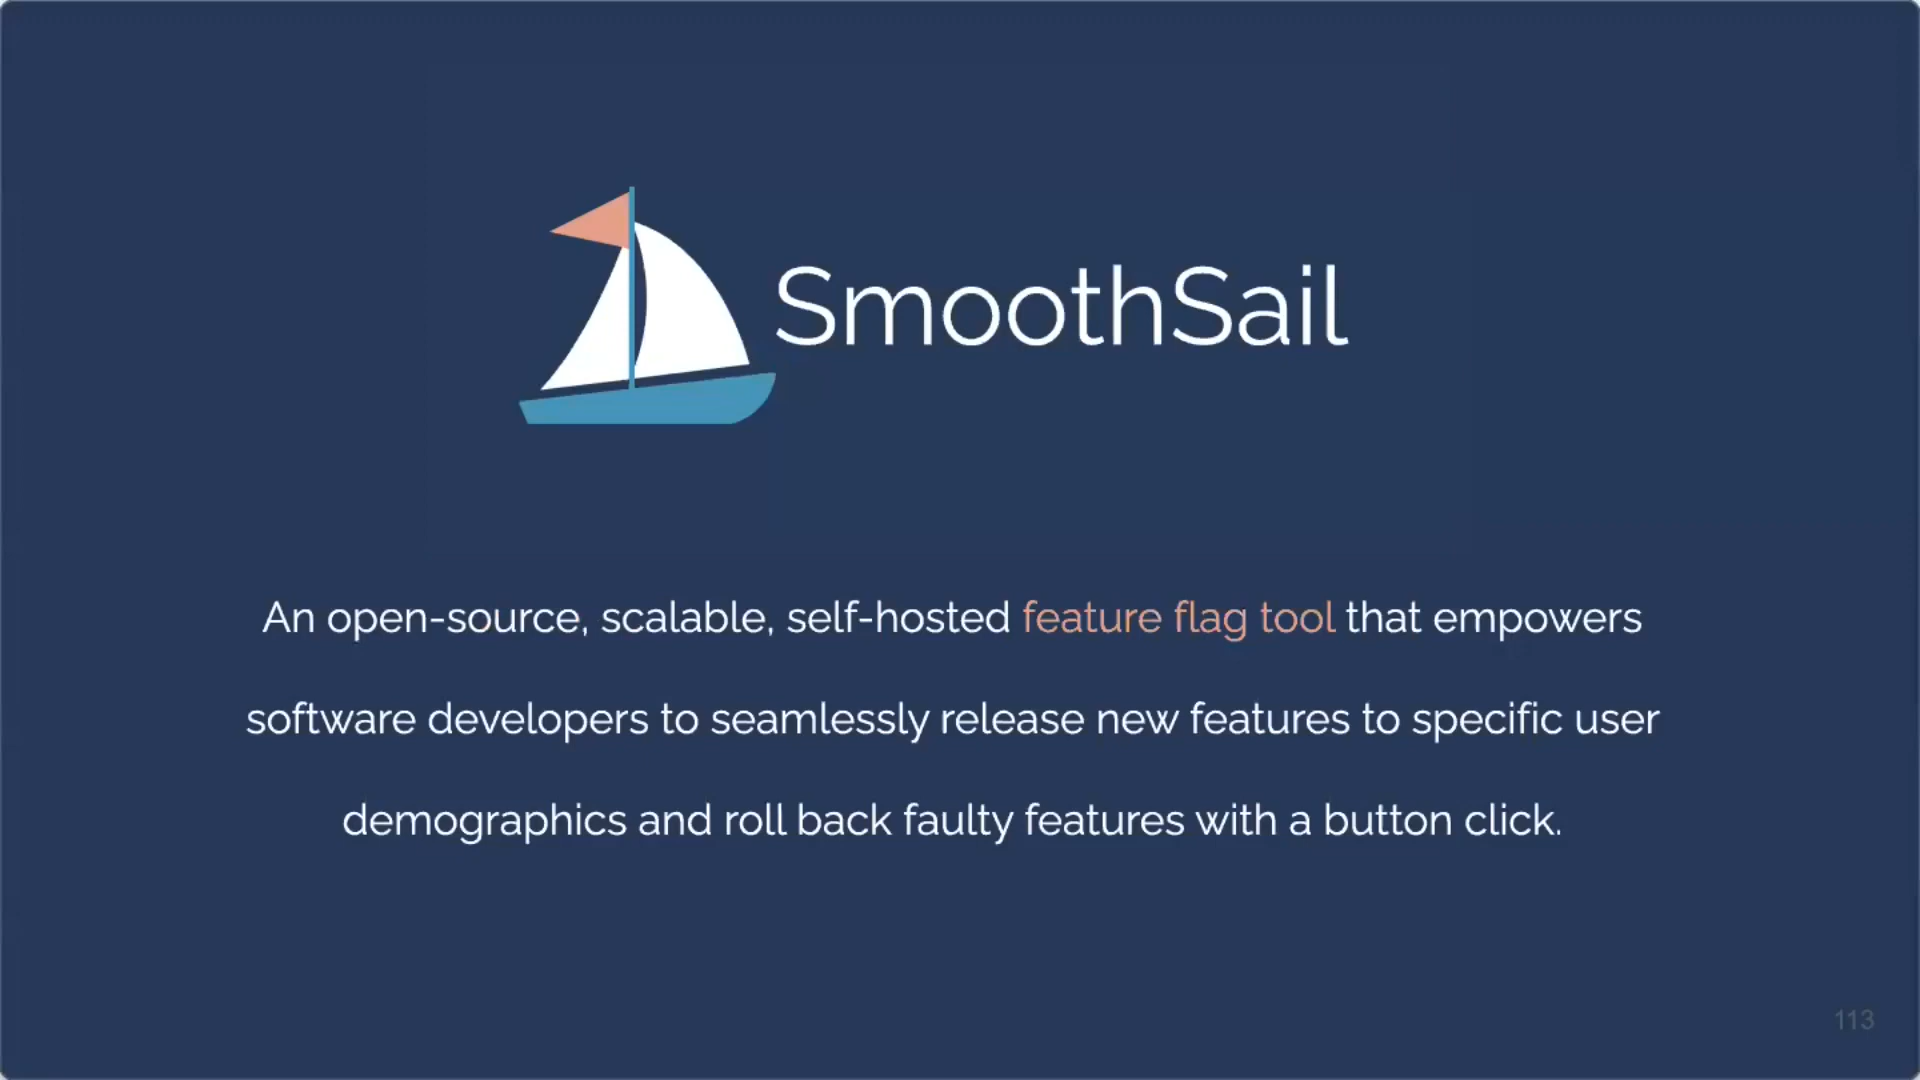 SmoothSail
An open-source, scalable, self-hosted feature flag tool that empowers
software developers to seamlessly release new features to specific user
demographics and roll back faulty features with a button click.
113